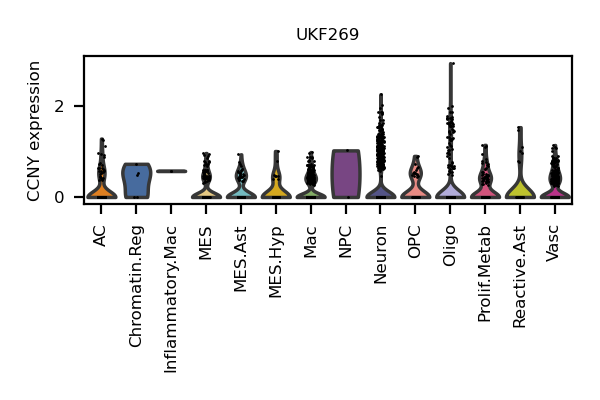 UKF269
CCNY expression
2
0
AC
Chromatin.Reg
Inflammatory.Mac
MES
MES.Ast
MES.Hyp
Mac
NPC
Neuron
OPC
Oligo
Prolif.Metab
Reactive.Ast
Vasc